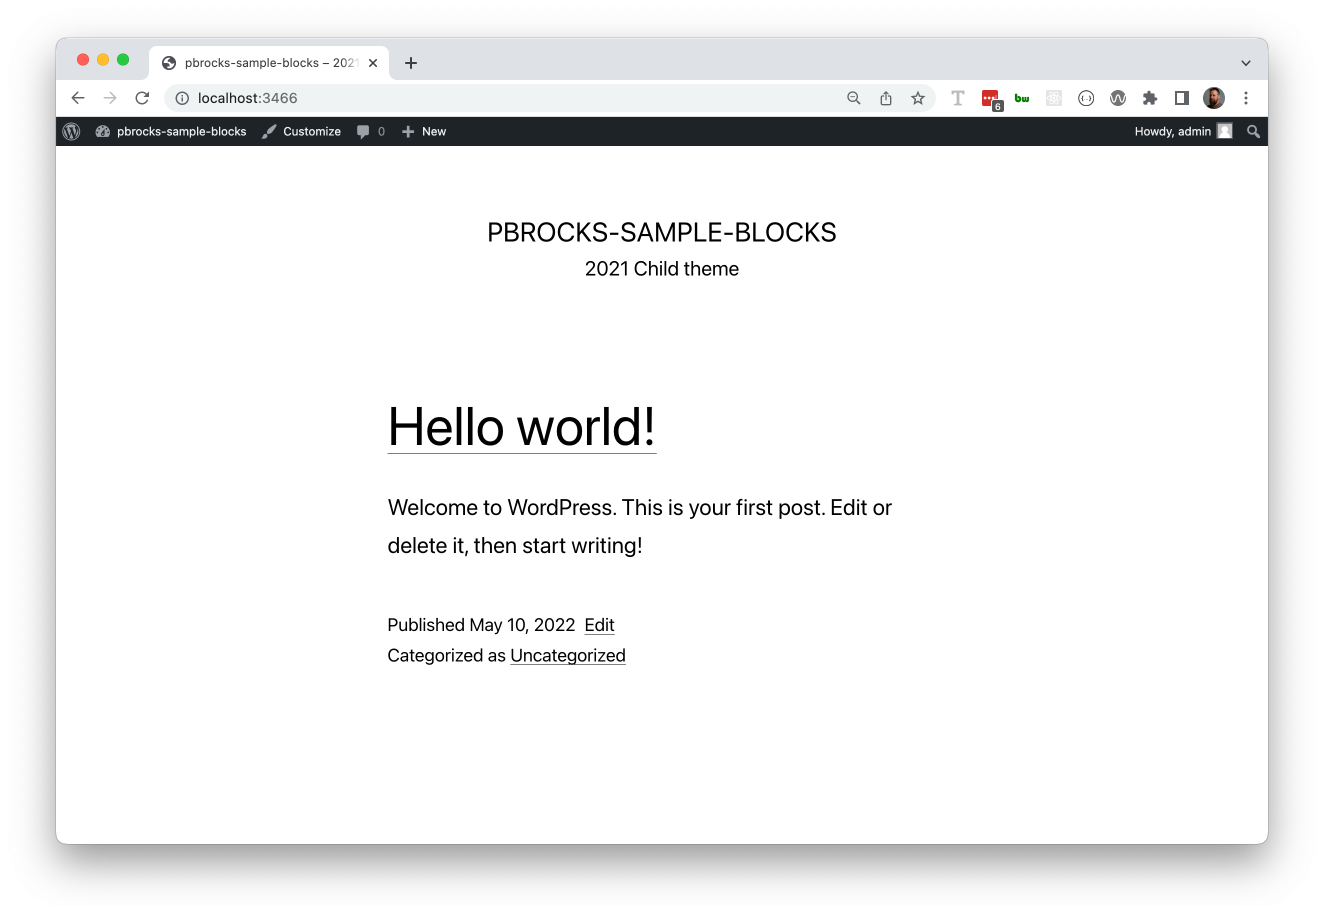 pbrocks-sample-blocks – 2021
localhost:3466
T
6
bw
pbrocks-sample-blocks Customize 0 New Howdy, admin
PBROCKS-SAMPLE-BLOCKS
2021 Child theme
Hello world!
Welcome to WordPress. This is your first post. Edit or
delete it, then start writing!
Published May 10, 2022 Edit
Categorized as Uncategorized